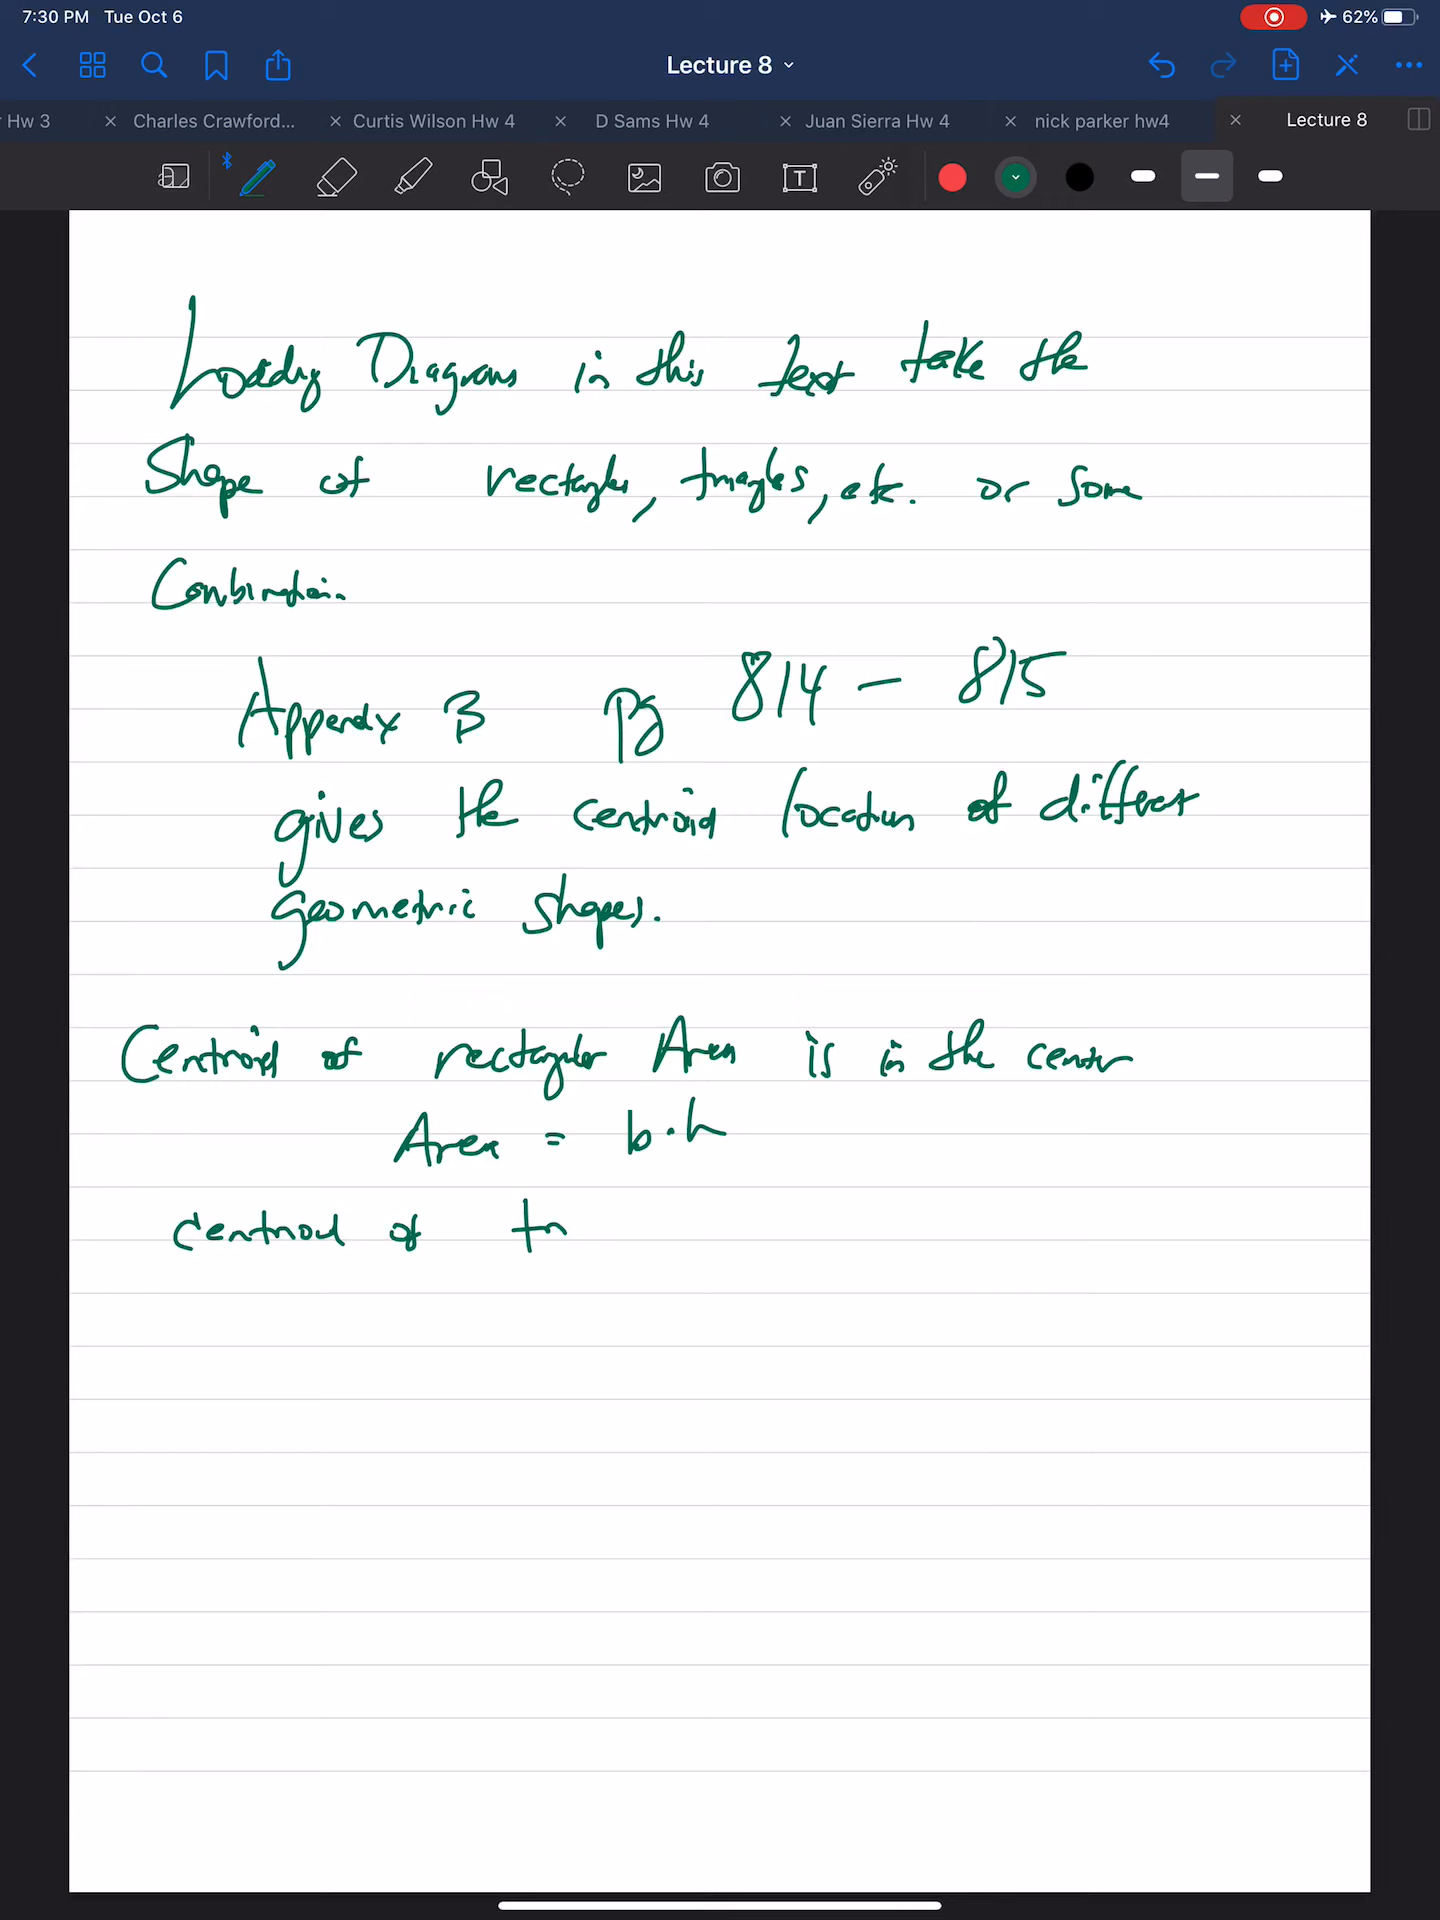 7:30 PM Tue Oct 6 62%
Lecture 8
r Hw 3 Charles Crawford... Curtis Wilson Hw 4 D Sams Hw 4 Juan Sierra Hw 4 nick parker hw4 Lecture 8
Loading Diagrams in this text take the
Shape of rectangles, triangles, etc. or some
Combination.
Appendix B Pg 814 - 815
gives the centroid location of different
geometric shapes.
Centroid of rectangular Area is in the center
Area = b·h
centroid of tri